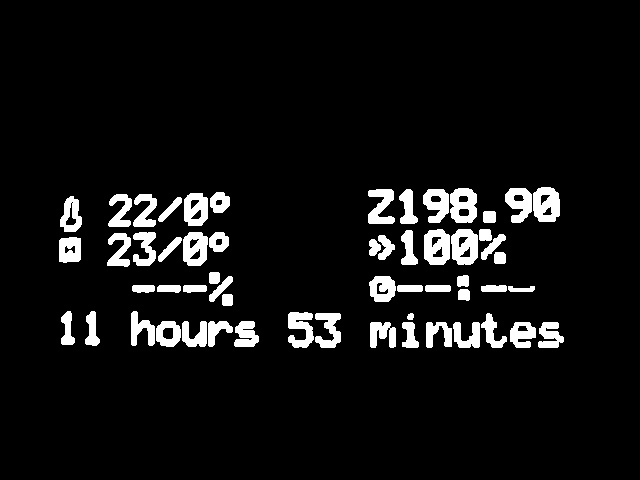 22/0° Z198.90
23/0° »100%
---% --:--
11 hours 53 minutes